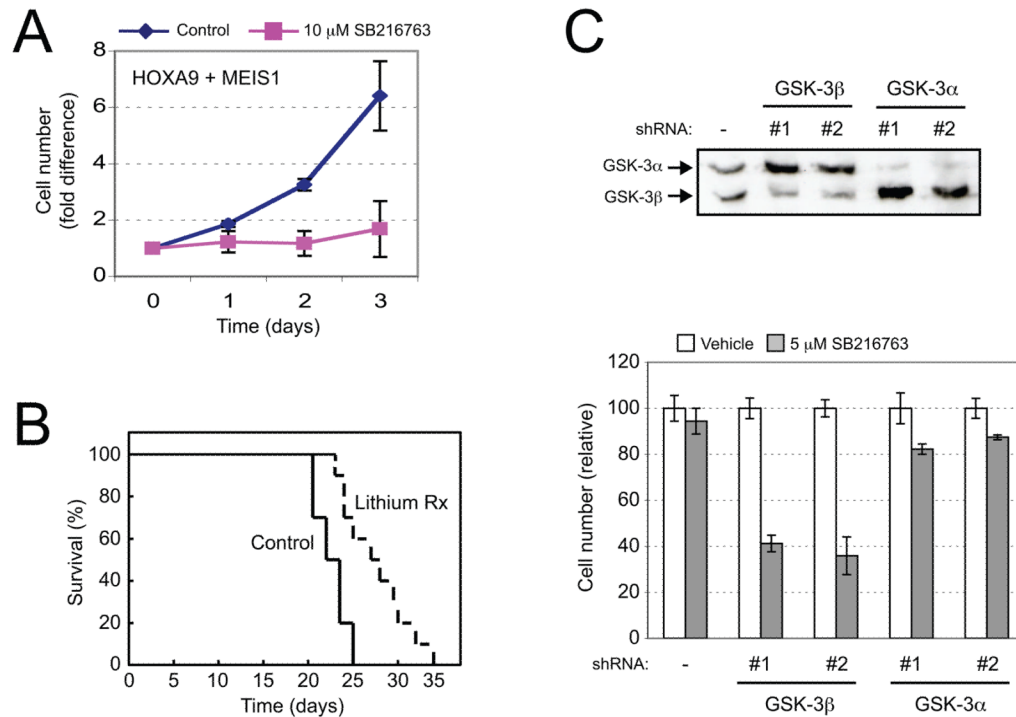 A
Control 10 µM SB216763
HOXA9 + MEIS1
Cell number
(fold difference)
8
6
4
2
0
0 1 2 3
Time (days)
B
Survival (%)
100
80
60
40
20
0
Lithium Rx
Control
0 5 10 15 20 25 30 35
Time (days)
C
GSK-3β GSK-3α
shRNA: - #1 #2 #1 #2
GSK-3α
GSK-3β
Vehicle 5 µM SB216763
Cell number (relative)
120
100
80
60
40
20
0
shRNA: - #1 #2 #1 #2
GSK-3β GSK-3α